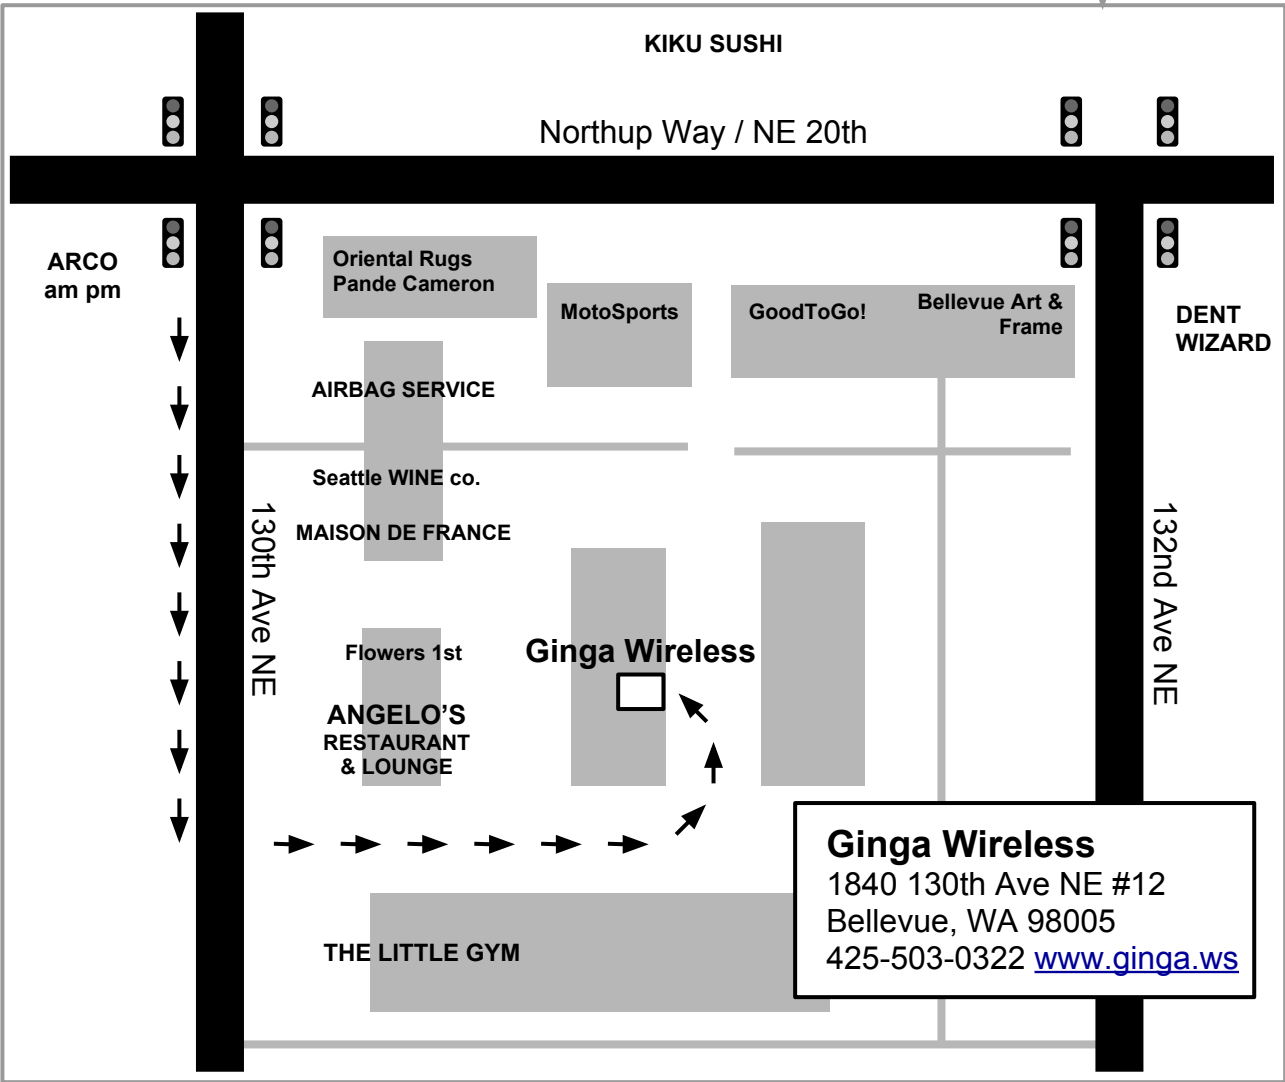 KIKU SUSHI
Northup Way / NE 20th
ARCO
am pm
Oriental Rugs
Pande Cameron
MotoSports
GoodToGo!
Bellevue Art &
Frame
DENT
WIZARD
AIRBAG SERVICE
Seattle WINE co.
MAISON DE FRANCE
130th Ave NE
132nd Ave NE
Flowers 1st
Ginga Wireless
ANGELO'S
RESTAURANT
& LOUNGE
THE LITTLE GYM
Ginga Wireless
1840 130th Ave NE #12
Bellevue, WA 98005
425-503-0322 www.ginga.ws